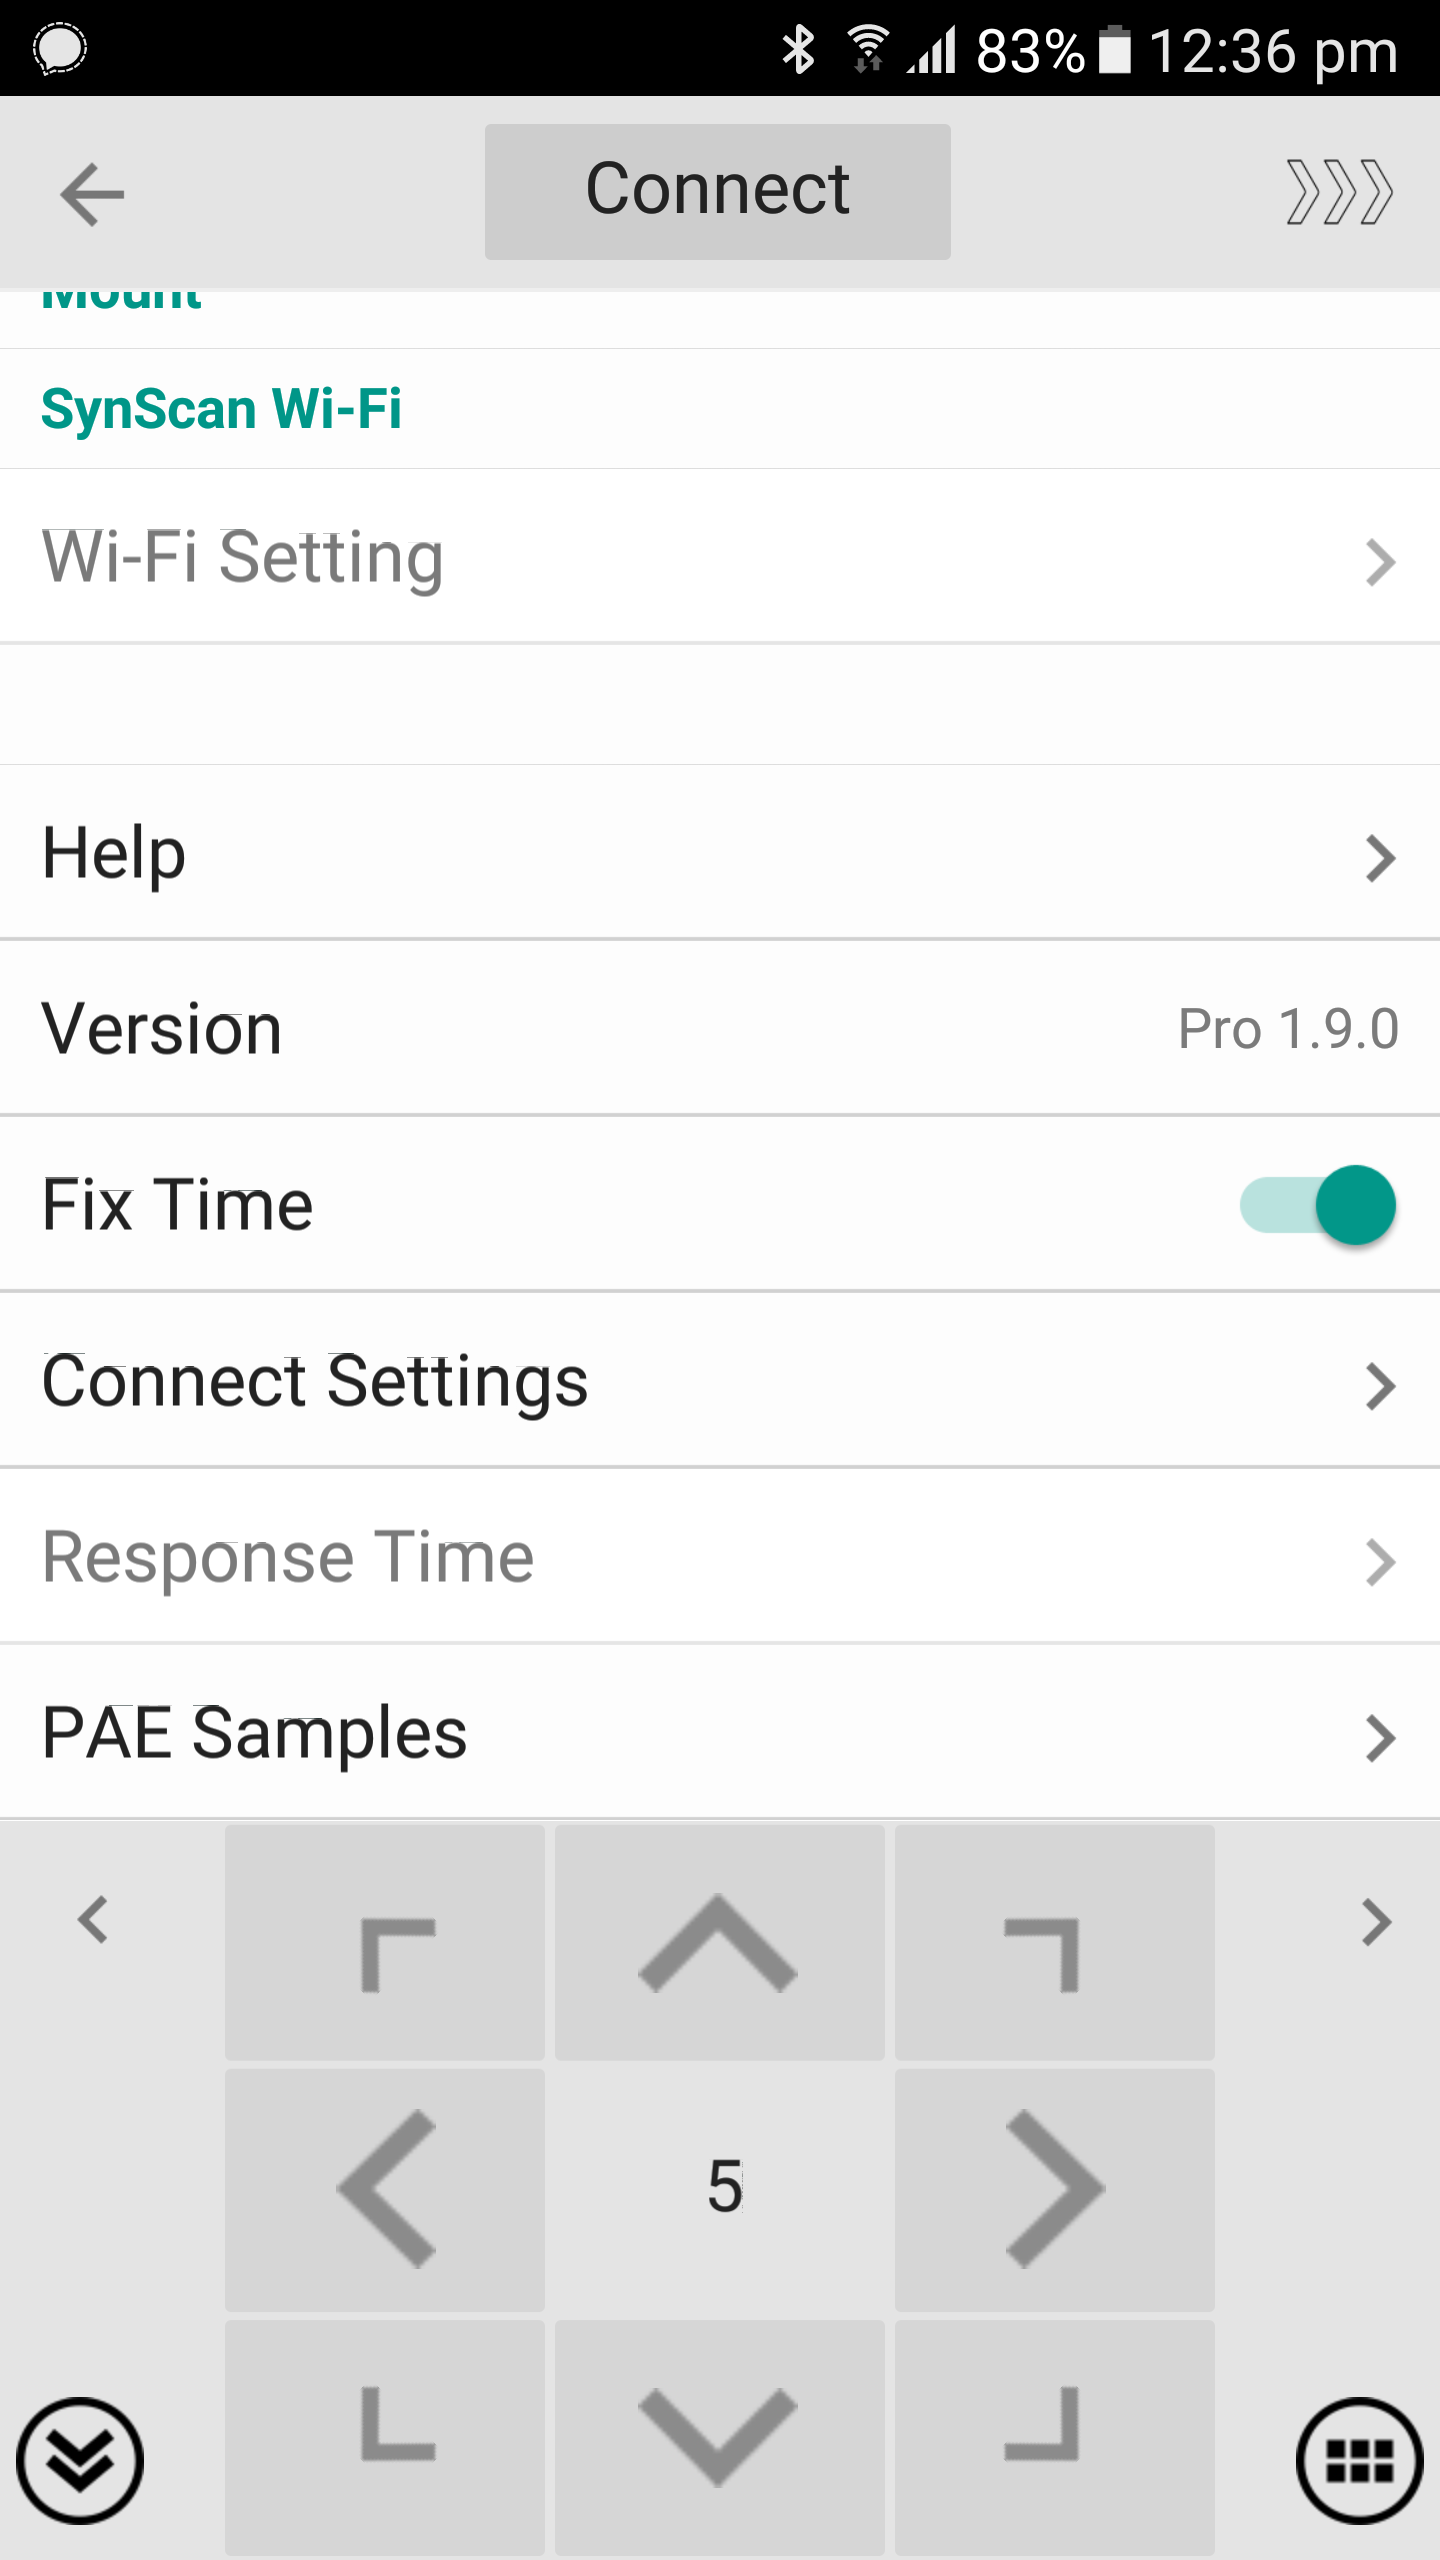 83% 12:36 pm
Connect
Mount
SynScan Wi-Fi
Wi-Fi Setting
Help
Version Pro 1.9.0
Fix Time
Connect Settings
Response Time
PAE Samples
5